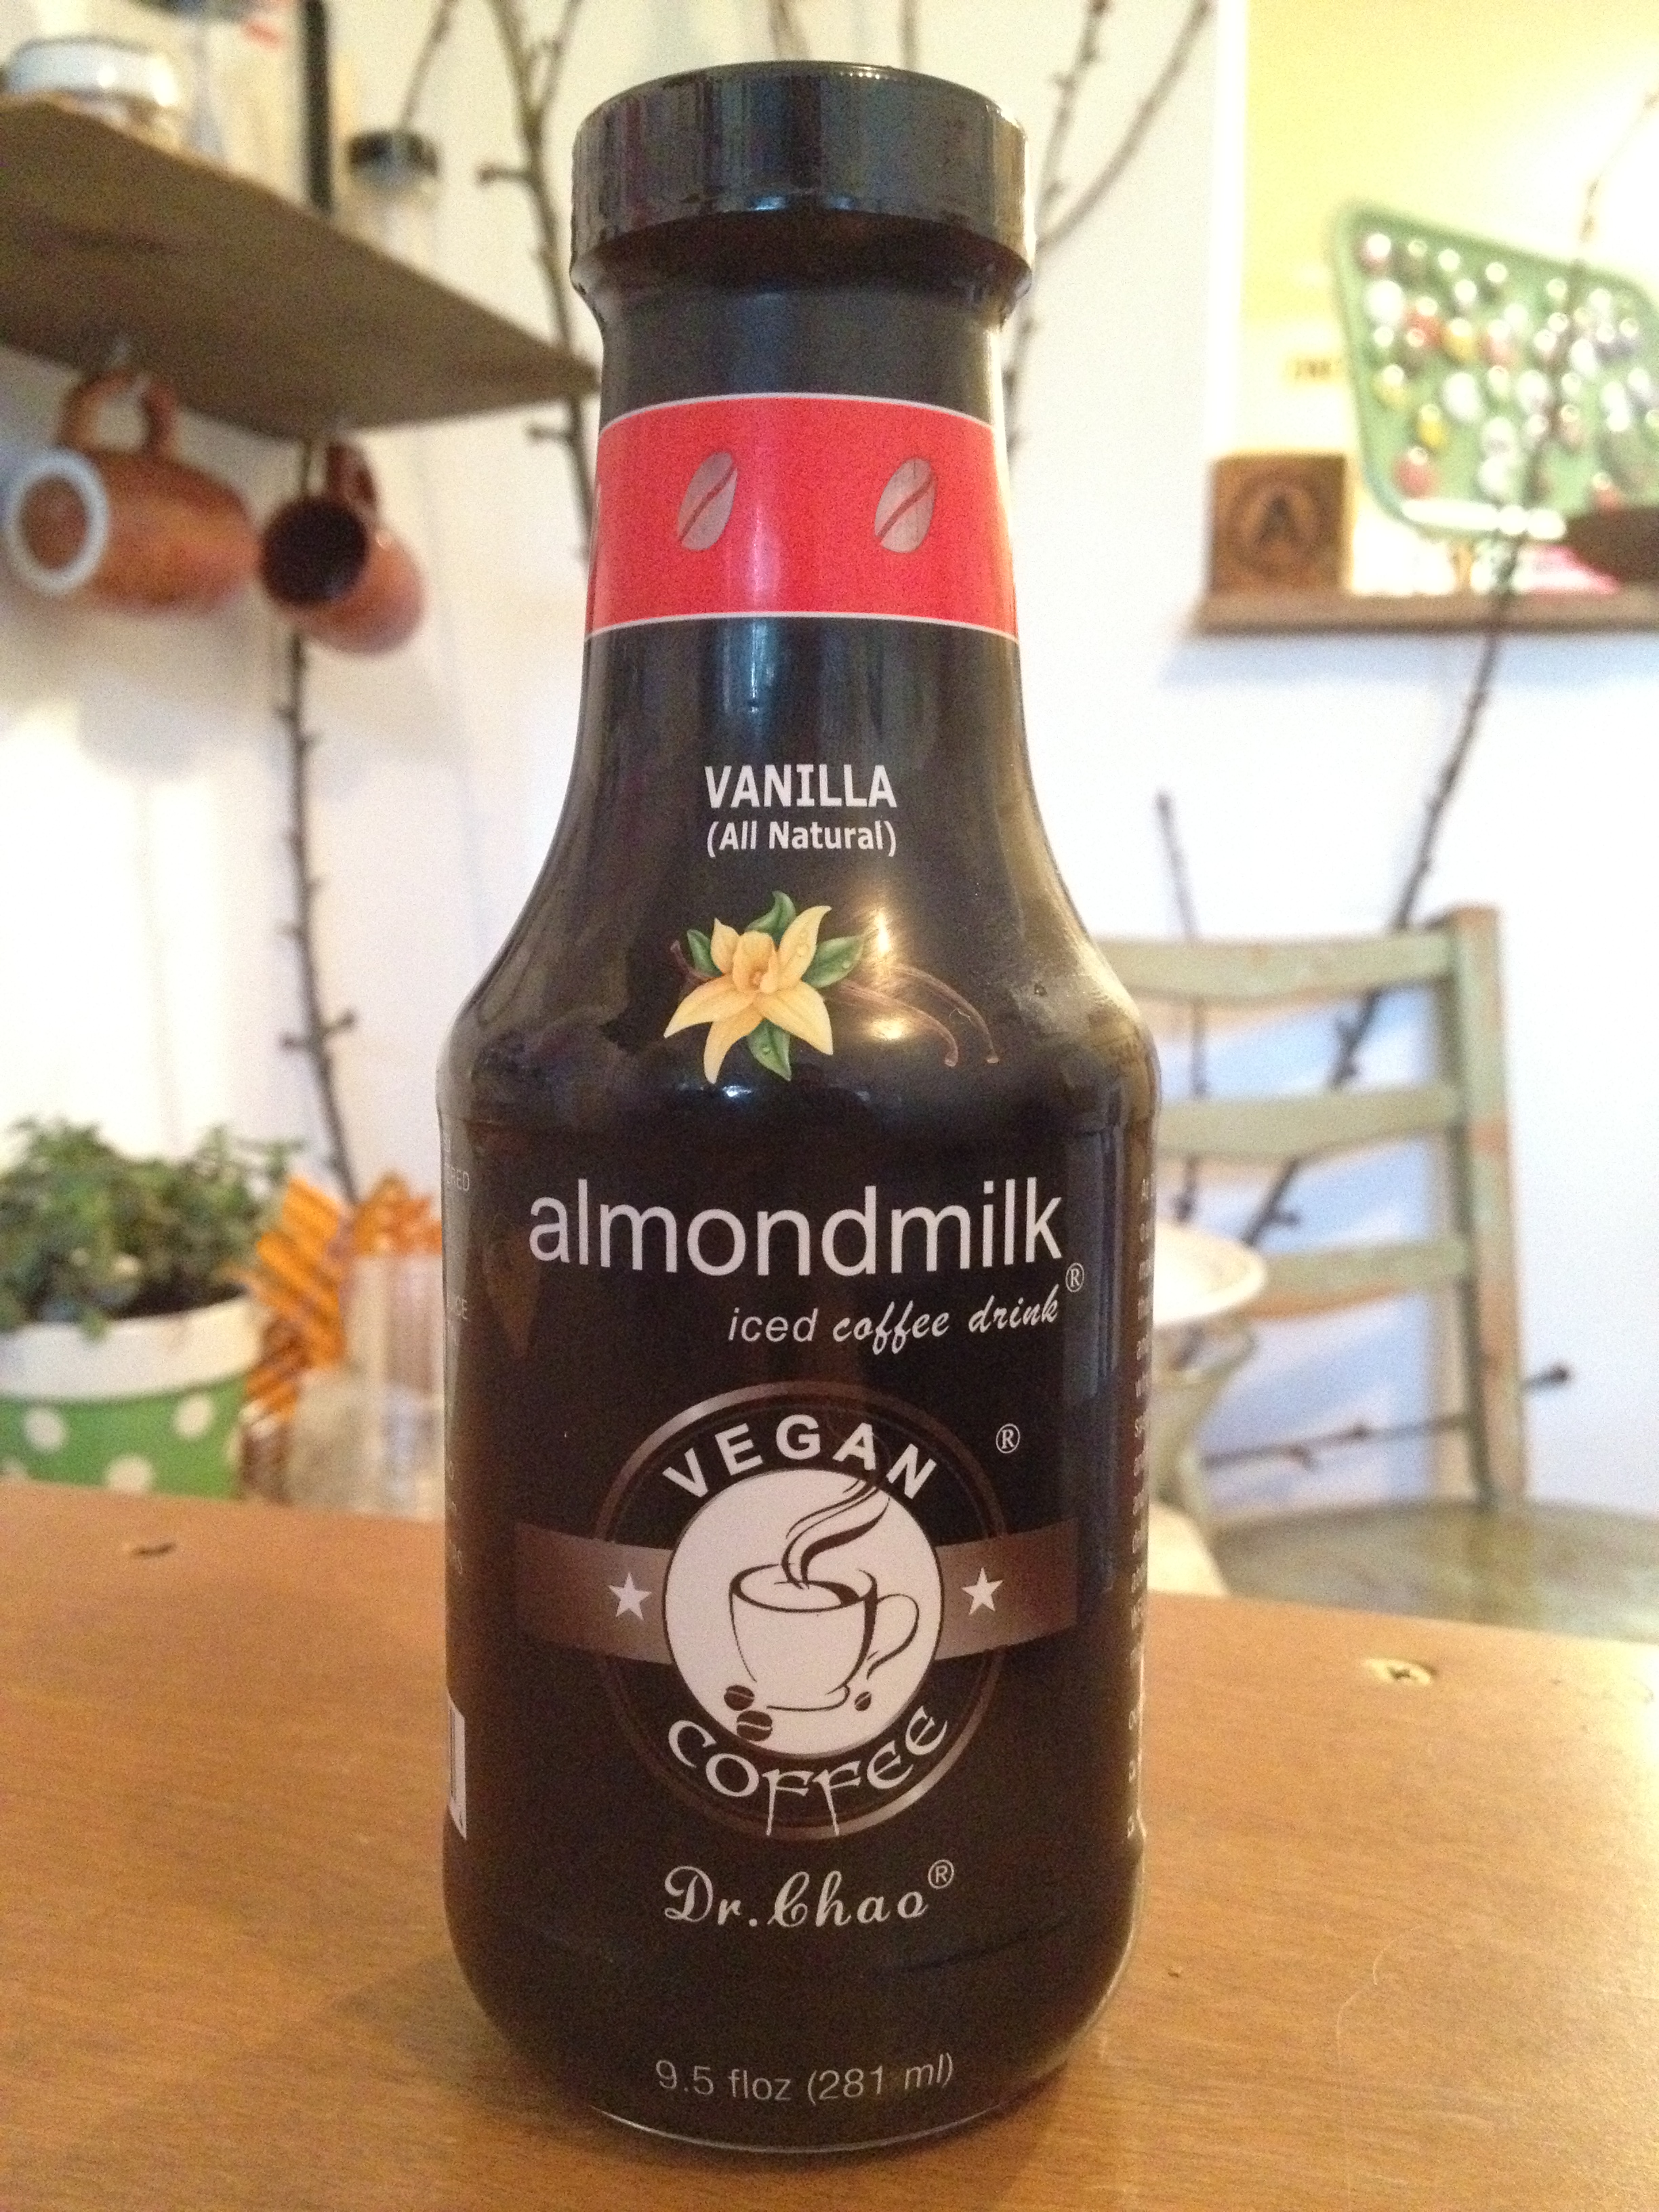 VANILLA
(All Natural)
almondmilk®
iced coffee drink
VEGAN ®
COFFEE
Dr. Chao®
9.5 floz (281 ml)
A